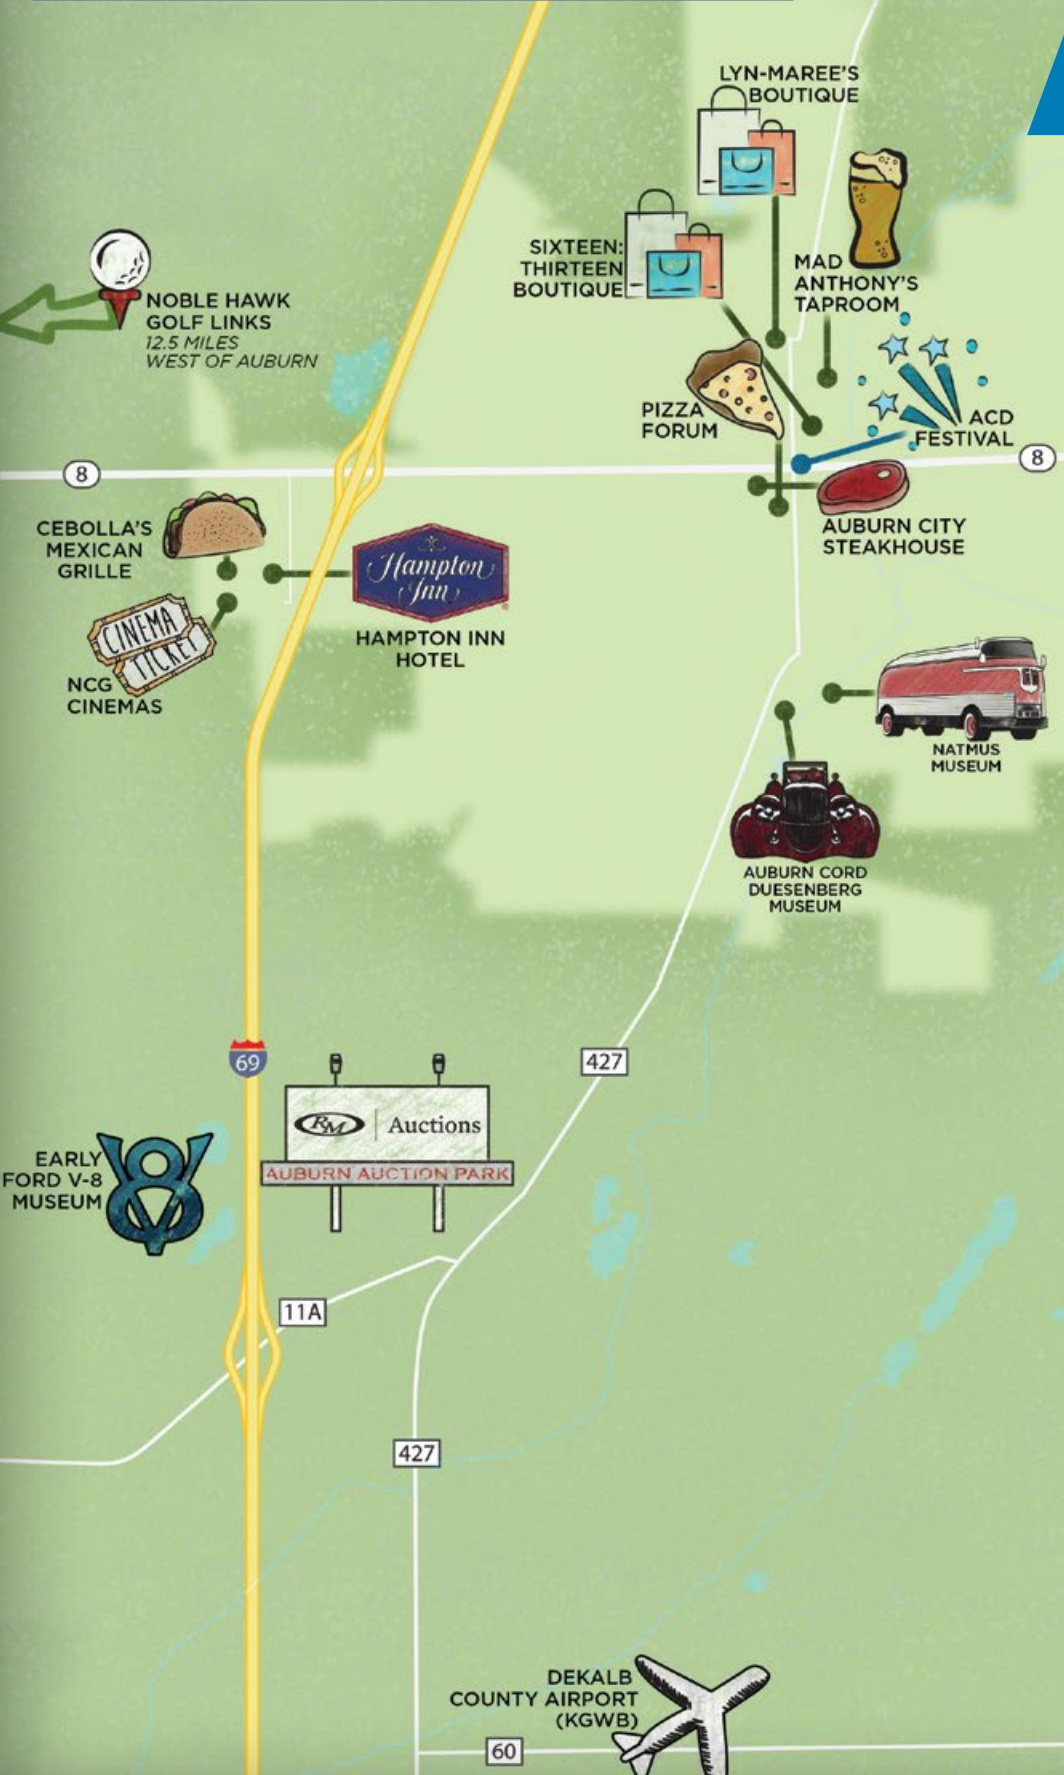 LYN-MAREE'S
BOUTIQUE
SIXTEEN:
THIRTEEN
BOUTIQUE
MAD
ANTHONY'S
TAPROOM
NOBLE HAWK
GOLF LINKS
12.5 MILES
WEST OF AUBURN
PIZZA
FORUM
ACD
FESTIVAL
8
8
CEBOLLA'S
MEXICAN
GRILLE
AUBURN CITY
STEAKHOUSE
Hampton
Inn
HAMPTON INN
HOTEL
CINEMA
TICKET
NCG
CINEMAS
NATMUS
MUSEUM
AUBURN CORD
DUESENBERG
MUSEUM
69
427
RM Auctions
AUBURN AUCTION PARK
EARLY
FORD V-8
MUSEUM
V8
11A
427
DEKALB
COUNTY AIRPORT
(KGWB)
60